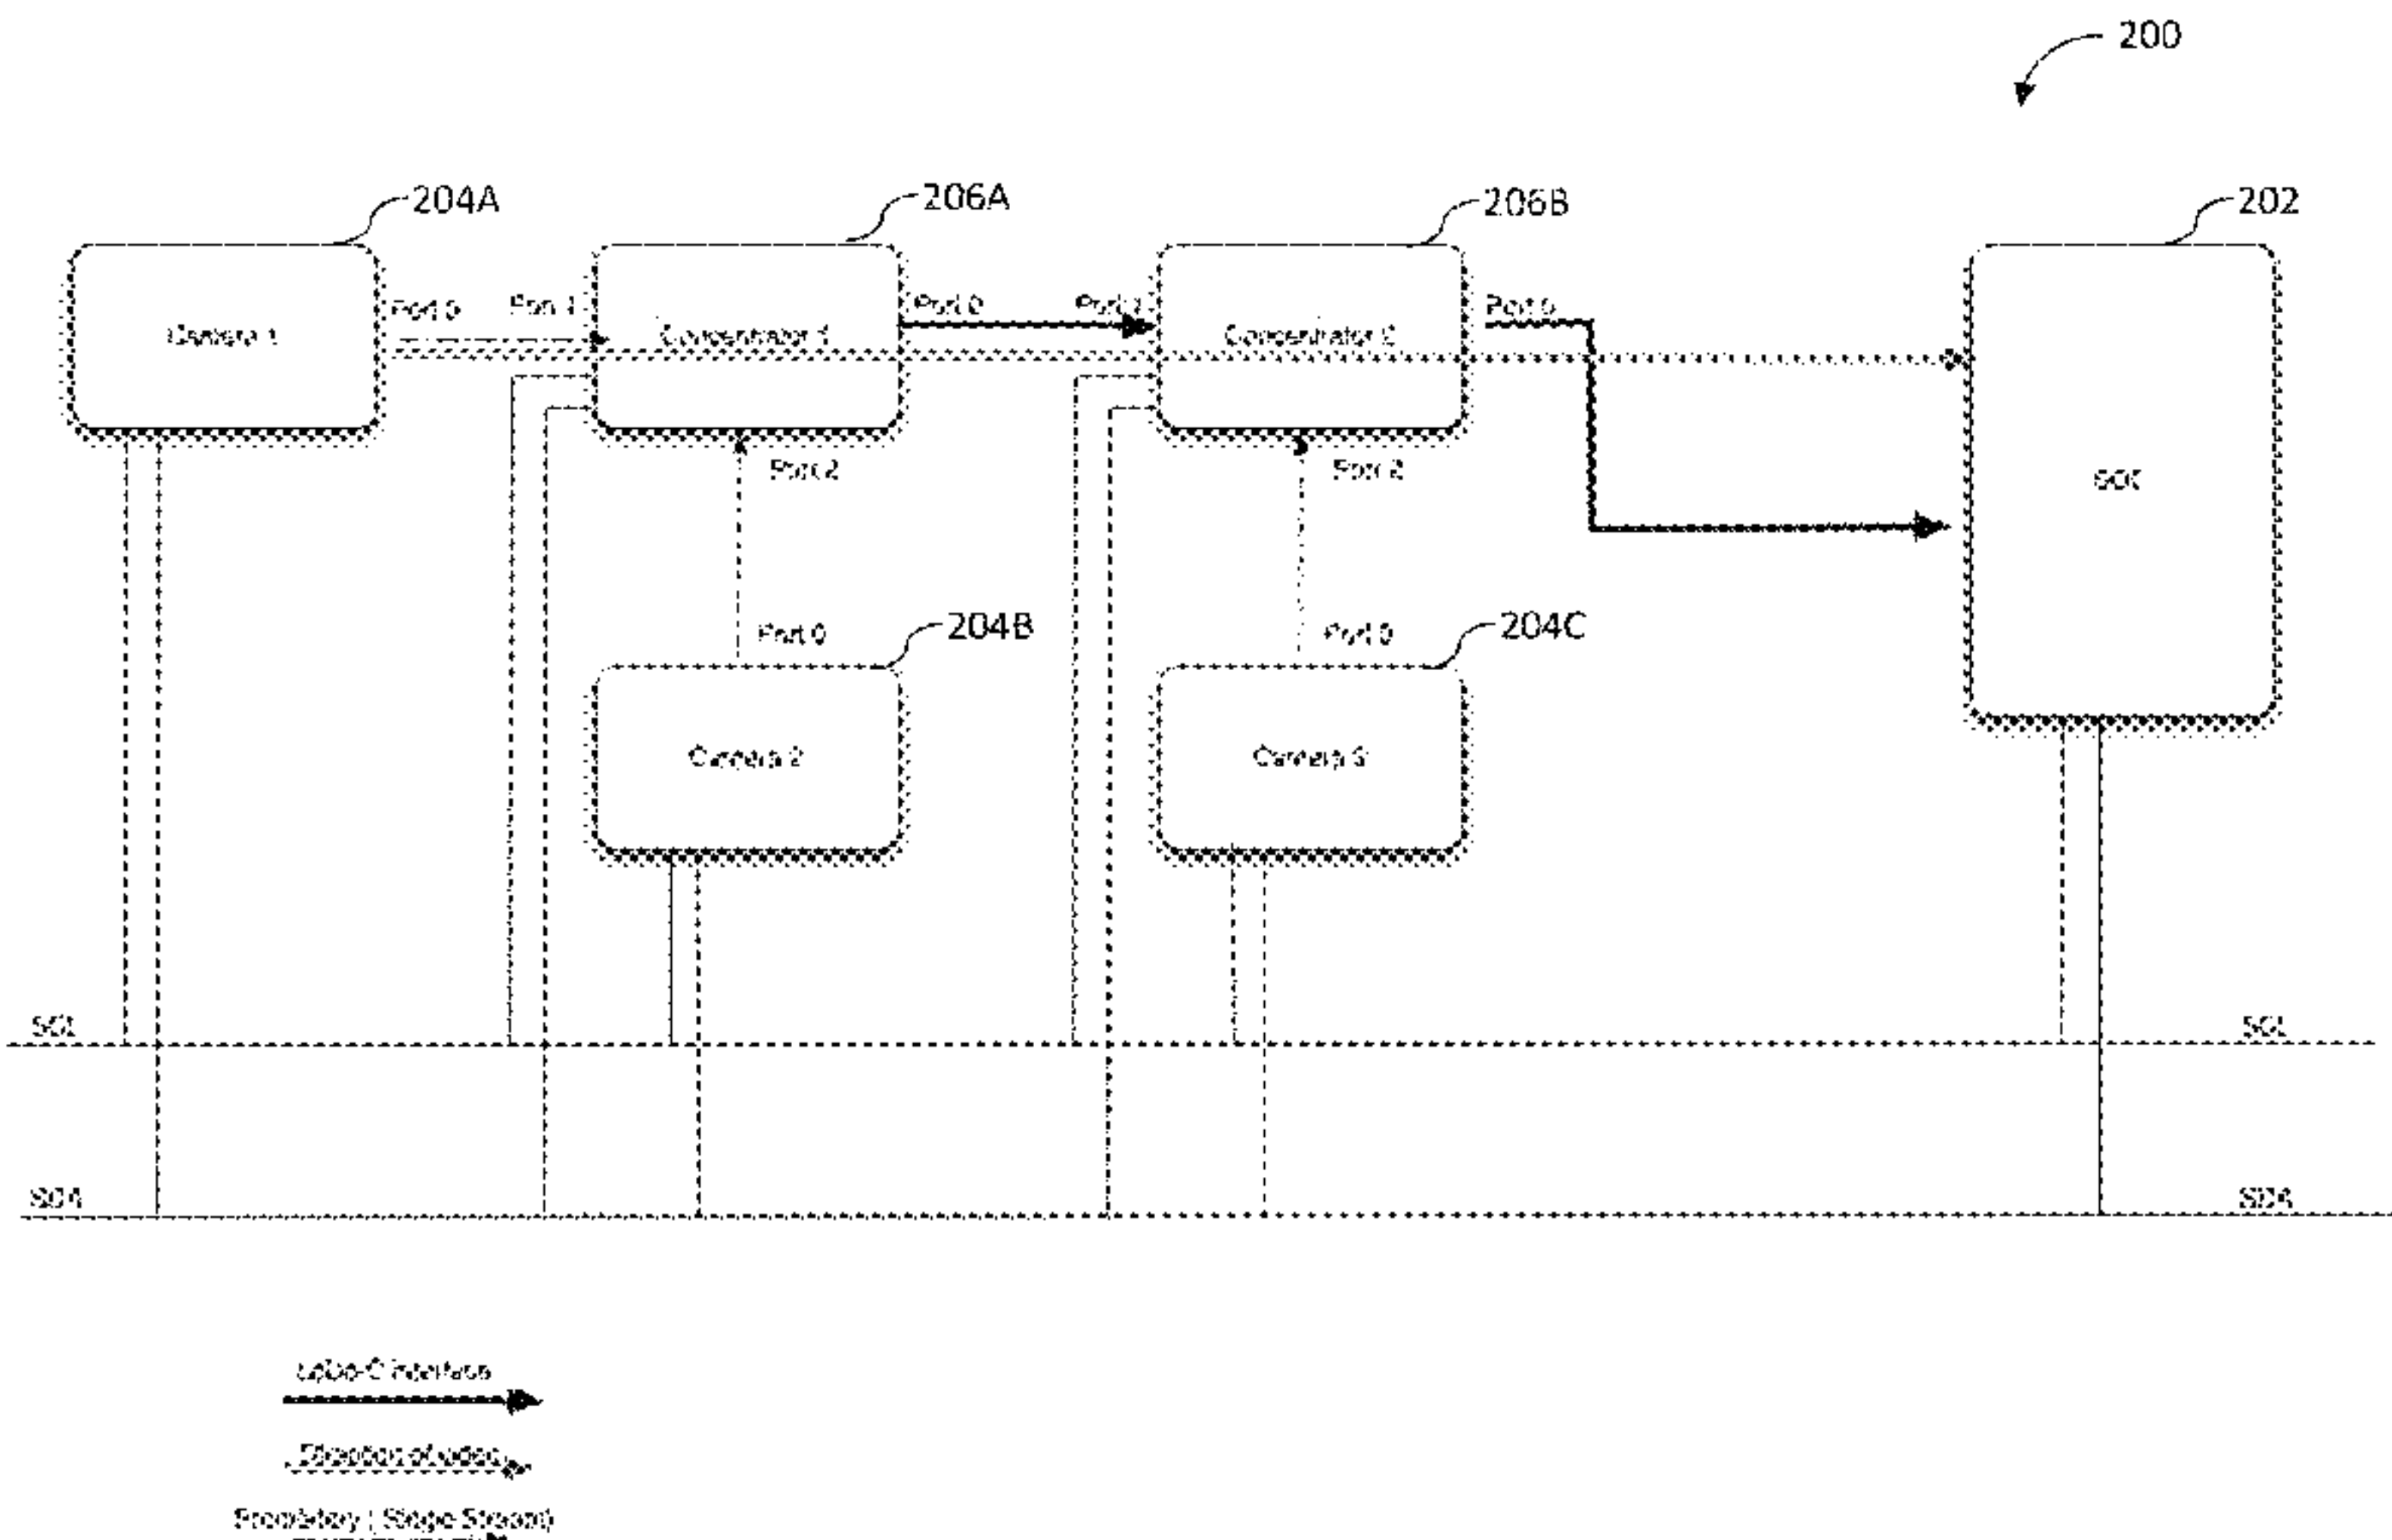 200
204A
206A
206B
202
Port 0
Port 1
Port 0
Port 1
Port 0
Camera 1
Concentrator 1
Concentrator 2
Port 2
Port 2
Port 0
204B
Port 0
204C
Camera 2
Camera 3
SCL
SCL
SDA
SDA
Interface
Direction of video
Stage Stream)